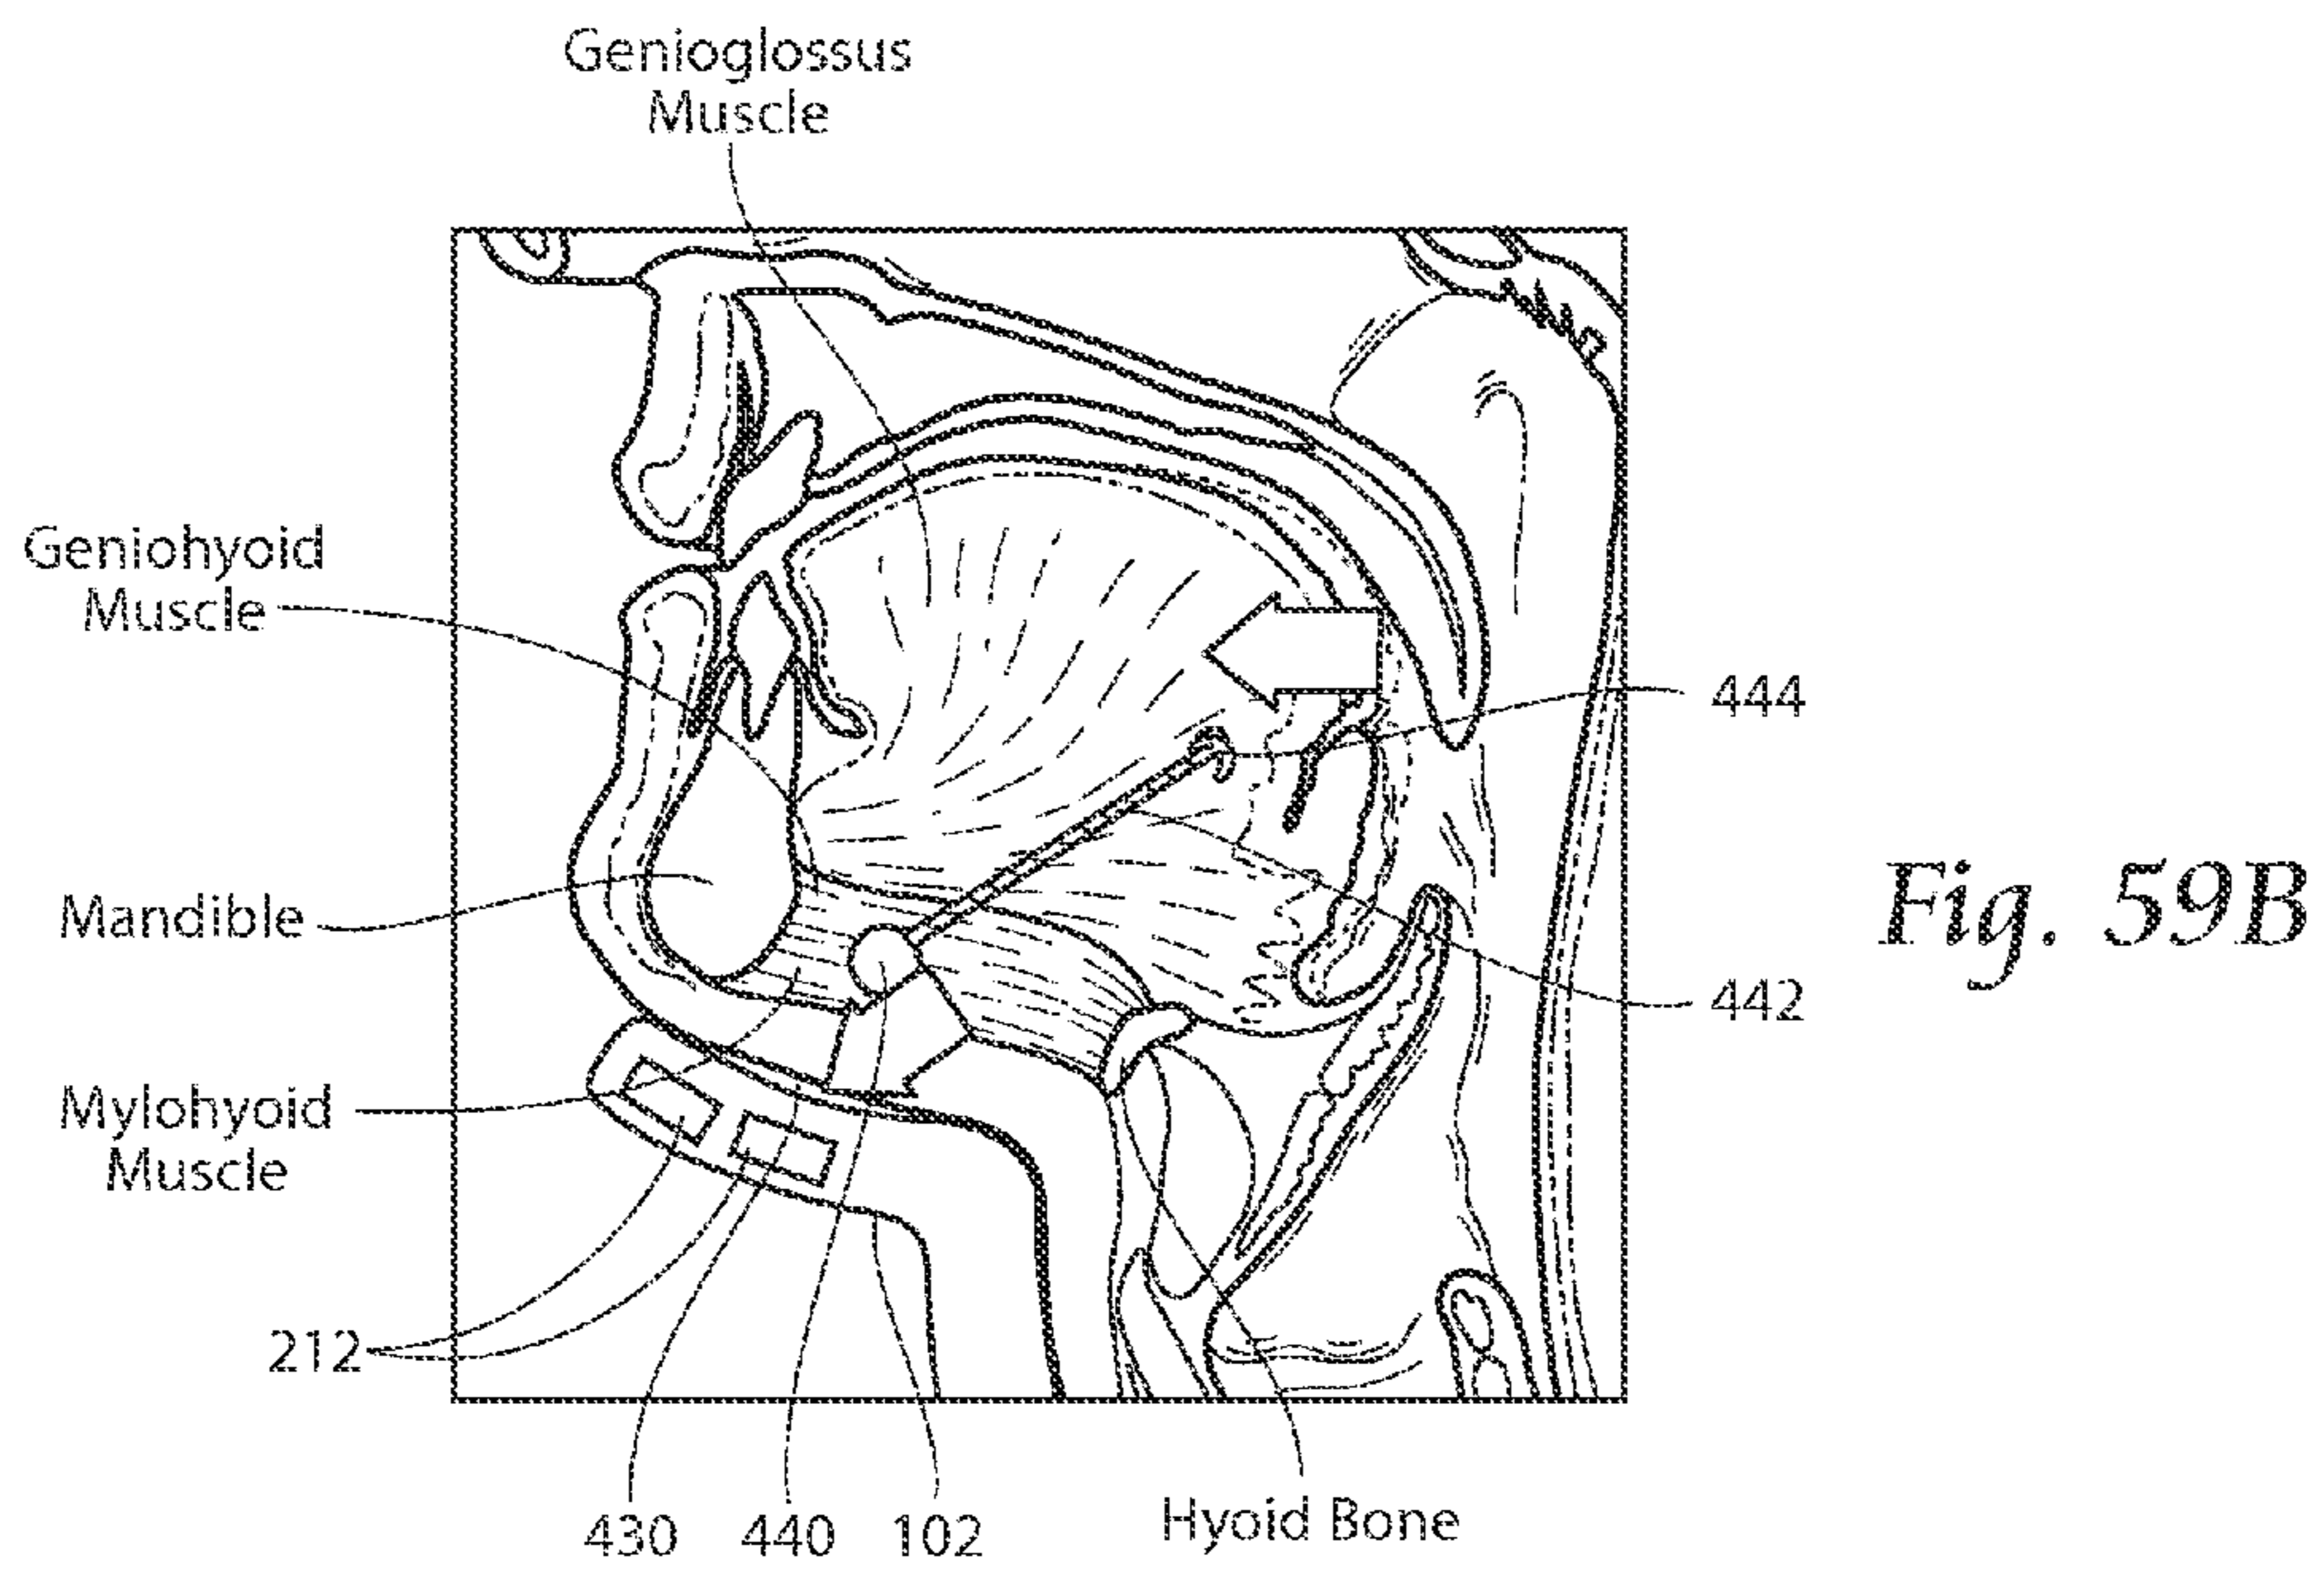 Genioglossus
Muscle
Geniohyoid
Muscle
444
Mandible
Fig. 59B
442
Mylohyoid
Muscle
212
430
440
102
Hyoid Bone